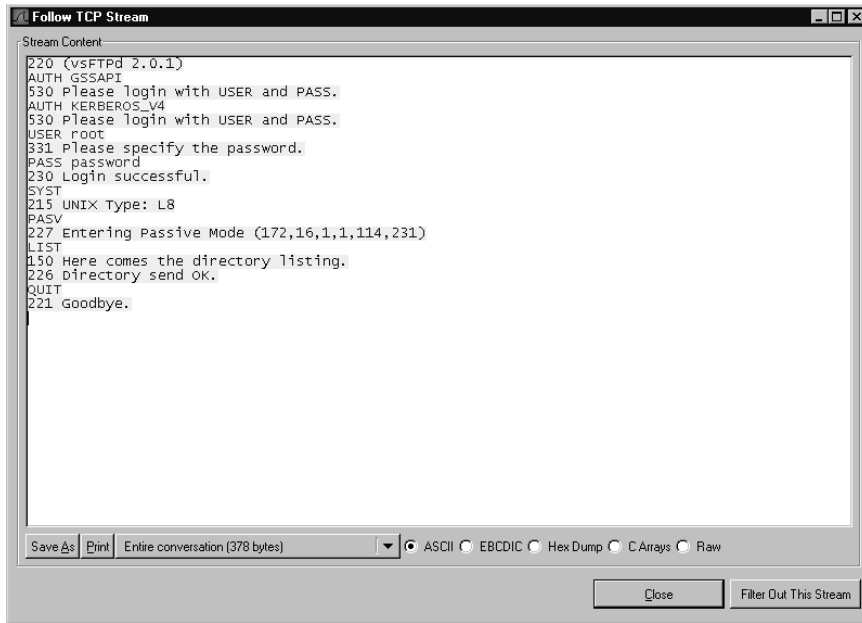 Follow TCP Stream
Stream Content
220 (vsFTPd 2.0.1)
AUTH GSSAPI
530 Please login with USER and PASS.
AUTH KERBEROS_V4
530 Please login with USER and PASS.
USER root
331 Please specify the password.
PASS password
230 Login successful.
SYST
215 UNIX Type: L8
PASV
227 Entering Passive Mode (172,16,1,1,114,231)
LIST
150 Here comes the directory listing.
226 Directory send OK.
QUIT
221 Goodbye.
Save As Print Entire conversation (378 bytes) ASCII EBCDIC Hex Dump C Arrays Raw
Close Filter Out This Stream